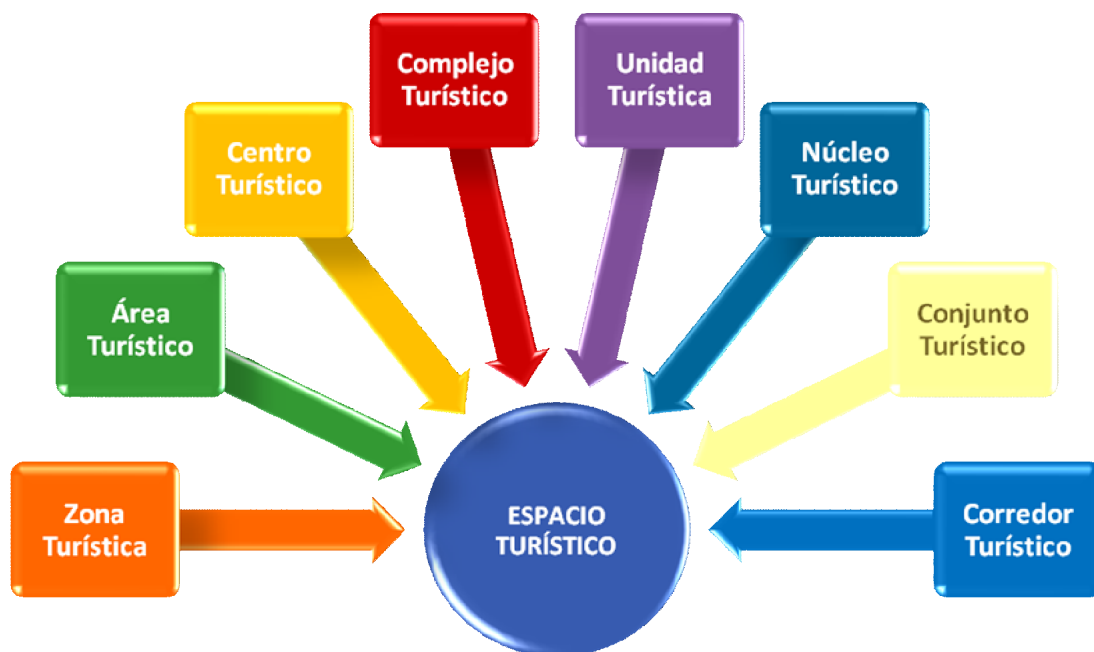 Complejo
Turístico
Unidad
Turística
Centro
Turístico
Núcleo
Turístico
Área
Turístico
Conjunto
Turístico
Zona
Turística
ESPACIO
TURÍSTICO
Corredor
Turístico